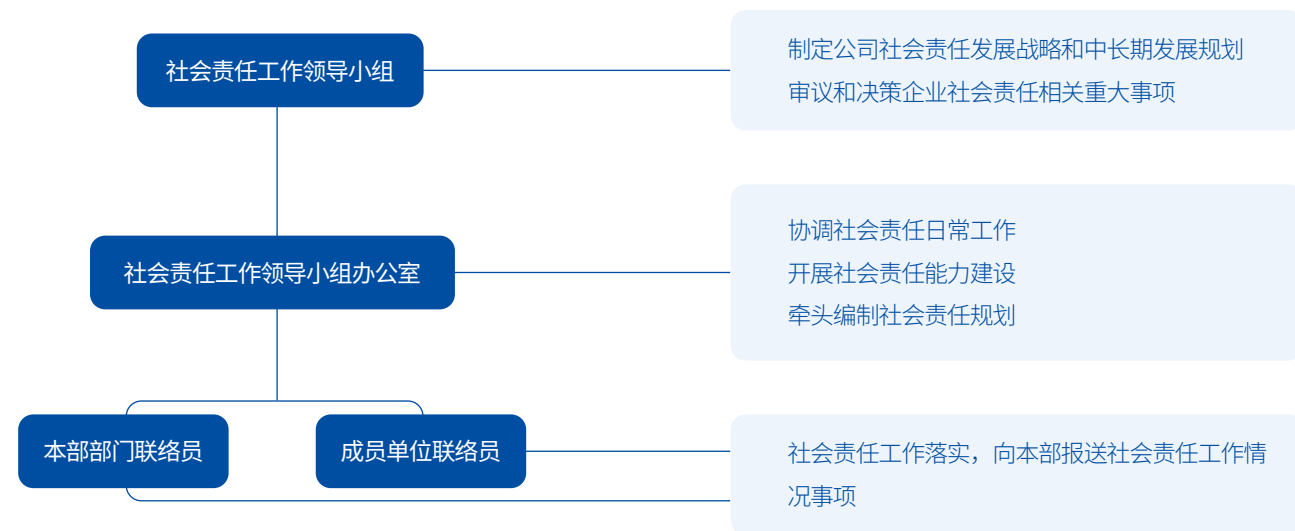 社会责任工作领导小组
制定公司社会责任发展战略和中长期发展规划
审议和决策企业社会责任相关重大事项
社会责任工作领导小组办公室
协调社会责任日常工作
开展社会责任能力建设
牵头编制社会责任规划
本部部门联络员
成员单位联络员
社会责任工作落实，向本部报送社会责任工作情
况事项